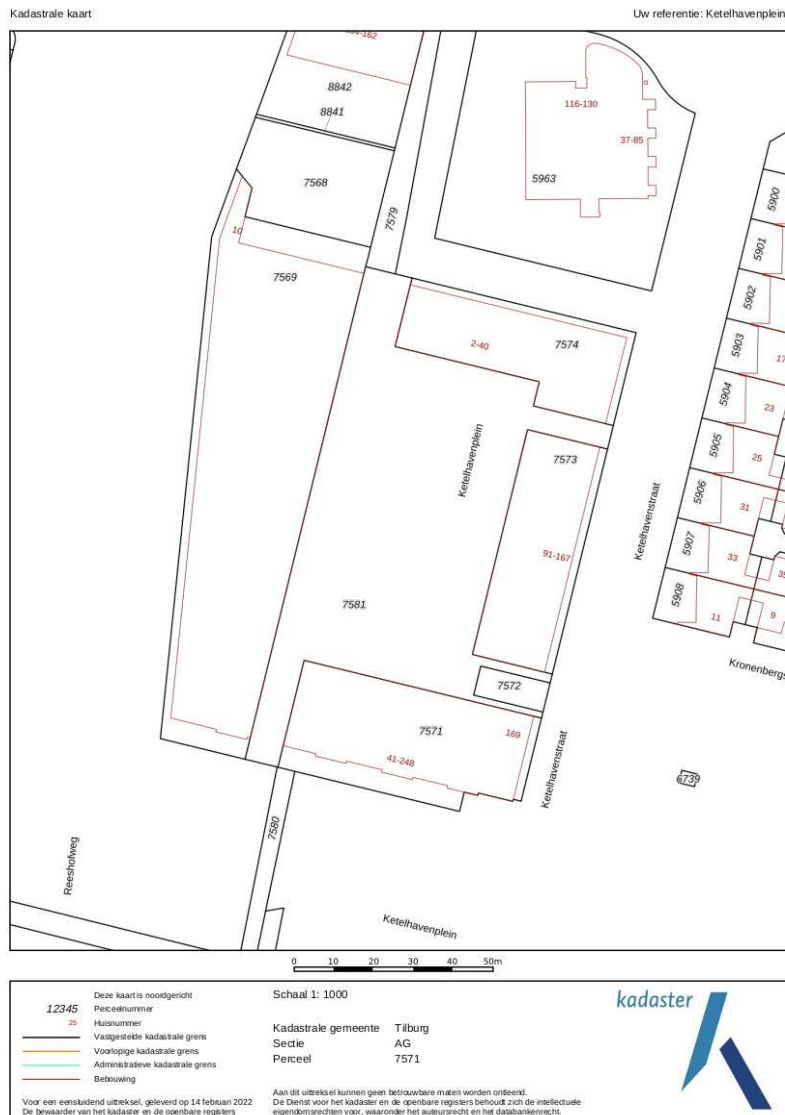 Kadastrale kaart
Uw referentie: Ketelhavenplein
8842
8841
116-130
37-85
5963
7568
7579
5900
5901
5902
5903
5904
5905
5906
5907
5908
10
7569
2-40
7574
17
23
25
31
33
35
11
9
Ketelhavenplein
7573
Ketelhavenstraat
91-167
7581
7572
Kronenbergs
7571
169
41-248
Ketelhavenstraat
6739
7580
Reeshofweg
Ketelhavenplein
0 10 20 30 40 50m
Deze kaart is noordgericht
12345 Perceelnummer
25 Huisnummer
Vastgestelde kadastrale grens
Voorlopige kadastrale grens
Administratieve kadastrale grens
Bebouwing
Voor een eensluidend uittreksel, geleverd op 14 februari 2022
De bewaarder van het kadaster en de openbare registers
Schaal 1: 1000
Kadastrale gemeente Tilburg
Sectie AG
Perceel 7571
Aan dit uittreksel kunnen geen betrouwbare maten worden ontleend.
De Dienst voor het kadaster en de openbare registers behoudt zich de intellectuele
eigendomsrechten voor, waaronder het auteursrecht en het databankenrecht.
kadaster